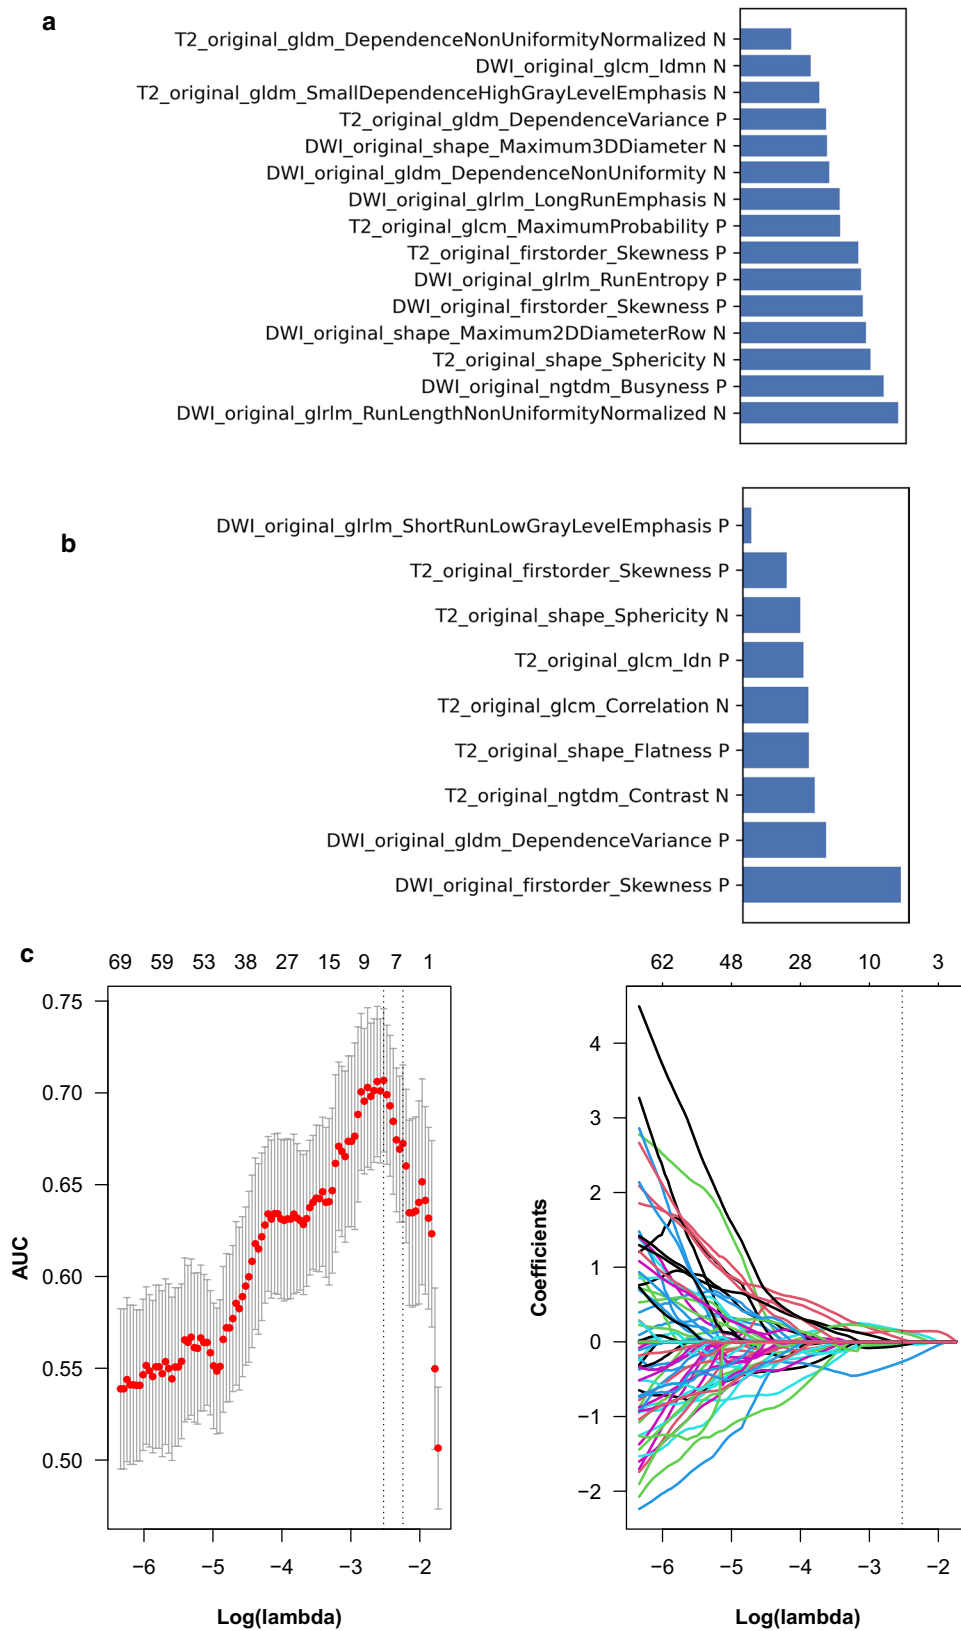 a
T2_original_gldm_DependenceNonUniformityNormalized N
DWI_original_glcm_Idmn N
T2_original_gldm_SmallDependenceHighGrayLevelEmphasis N
T2_original_gldm_DependenceVariance P
DWI_original_shape_Maximum3DDiameter N
DWI_original_gldm_DependenceNonUniformity N
DWI_original_glrlm_LongRunEmphasis N
T2_original_glcm_MaximumProbability P
T2_original_firstorder_Skewness P
DWI_original_glrlm_RunEntropy P
DWI_original_firstorder_Skewness P
DWI_original_shape_Maximum2DDiameterRow N
T2_original_shape_Sphericity N
DWI_original_ngtdm_Busyness P
DWI_original_glrlm_RunLengthNonUniformityNormalized N
b
DWI_original_glrlm_ShortRunLowGrayLevelEmphasis P
T2_original_firstorder_Skewness P
T2_original_shape_Sphericity N
T2_original_glcm_Idn P
T2_original_glcm_Correlation N
T2_original_shape_Flatness P
T2_original_ngtdm_Contrast N
DWI_original_gldm_DependenceVariance P
DWI_original_firstorder_Skewness P
c
69 59 53 38 27 15 9 7 1
0.75
0.70
0.65
0.60
0.55
0.50
AUC
−6 −5 −4 −3 −2
Log(lambda)
62 48 28 10 3
4
3
2
1
0
−1
−2
Coefficients
−6 −5 −4 −3 −2
Log(lambda)